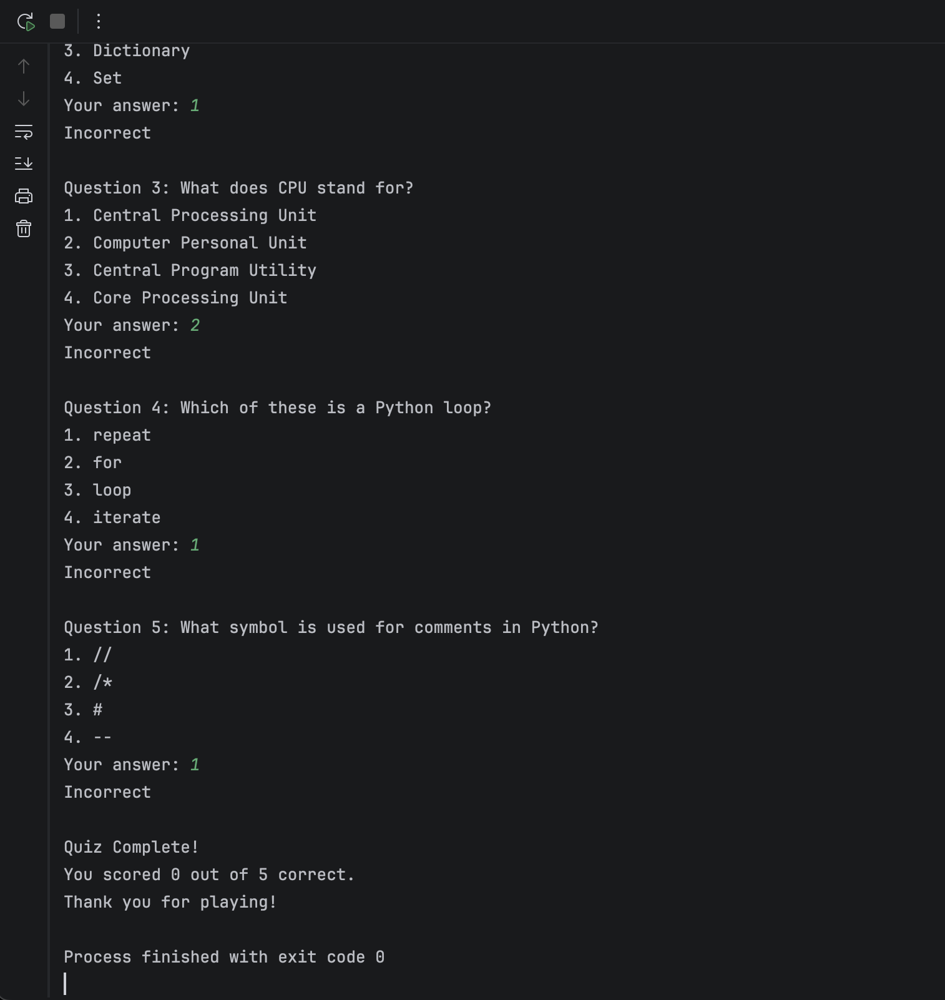 3. Dictionary
4. Set
Your answer: 1
Incorrect

Question 3: What does CPU stand for?
1. Central Processing Unit
2. Computer Personal Unit
3. Central Program Utility
4. Core Processing Unit
Your answer: 2
Incorrect

Question 4: Which of these is a Python loop?
1. repeat
2. for
3. loop
4. iterate
Your answer: 1
Incorrect

Question 5: What symbol is used for comments in Python?
1. //
2. /*
3. #
4. --
Your answer: 1
Incorrect

Quiz Complete!
You scored 0 out of 5 correct.
Thank you for playing!

Process finished with exit code 0